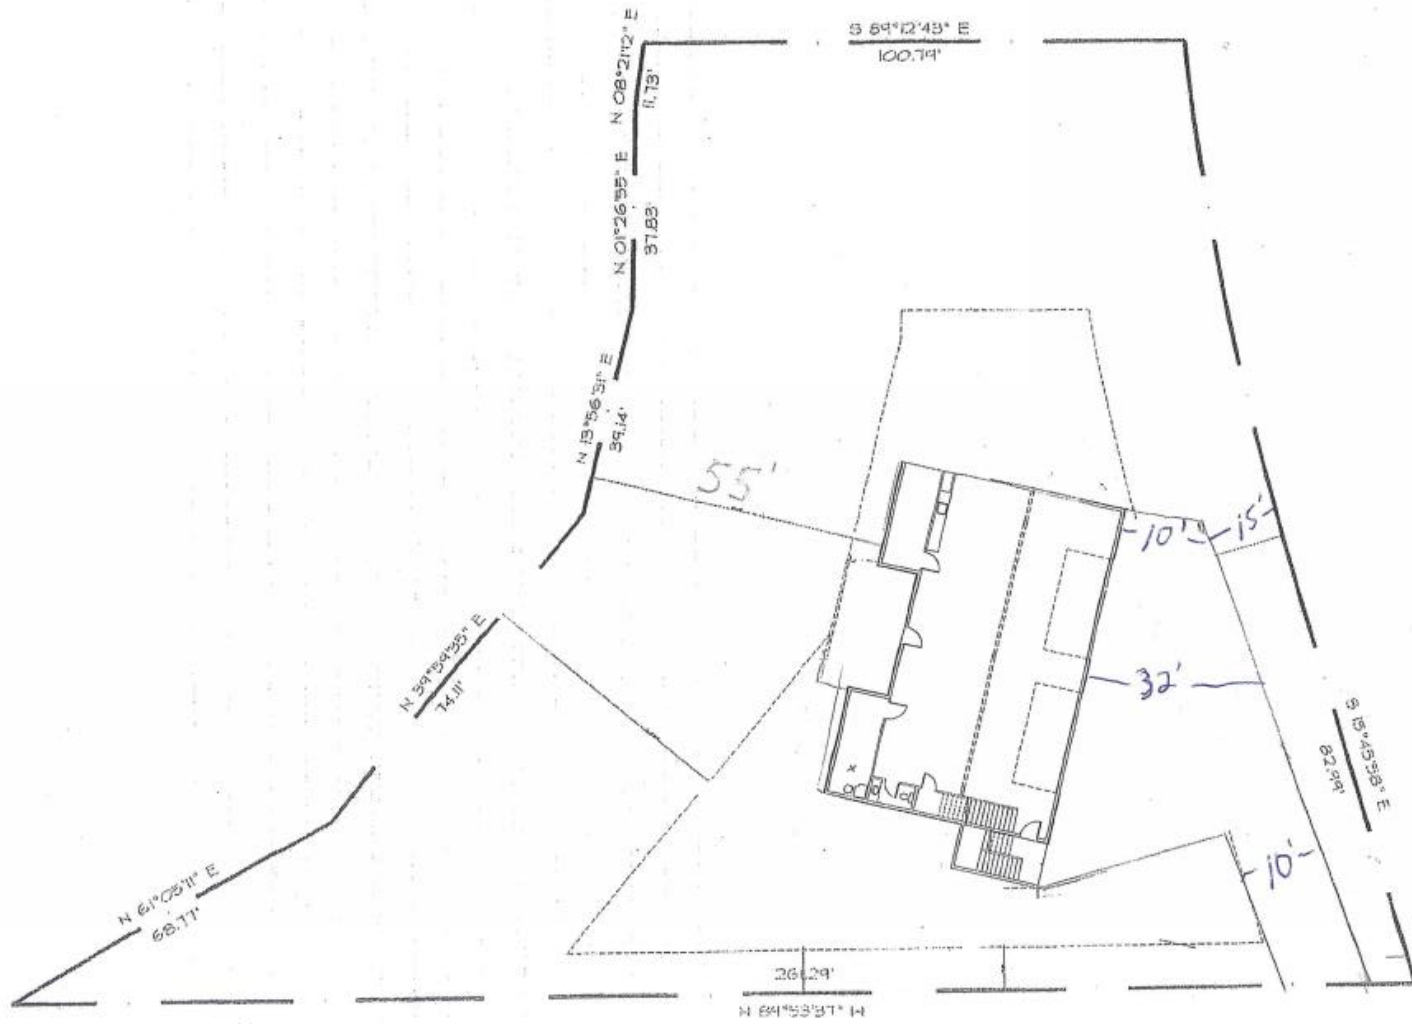 S 89°12'43" E
100.79'
N 08°21'12" E
11.73'
N 01°26'55" E
37.83'
N 13°56'31" E
39.14'
55'
10'
15'
N 39°59'35" E
74.11'
32'
S 15°45'58" E
82.99'
x
10'
N 61°05'11" E
68.77'
261.29'
N 89°53'37" W